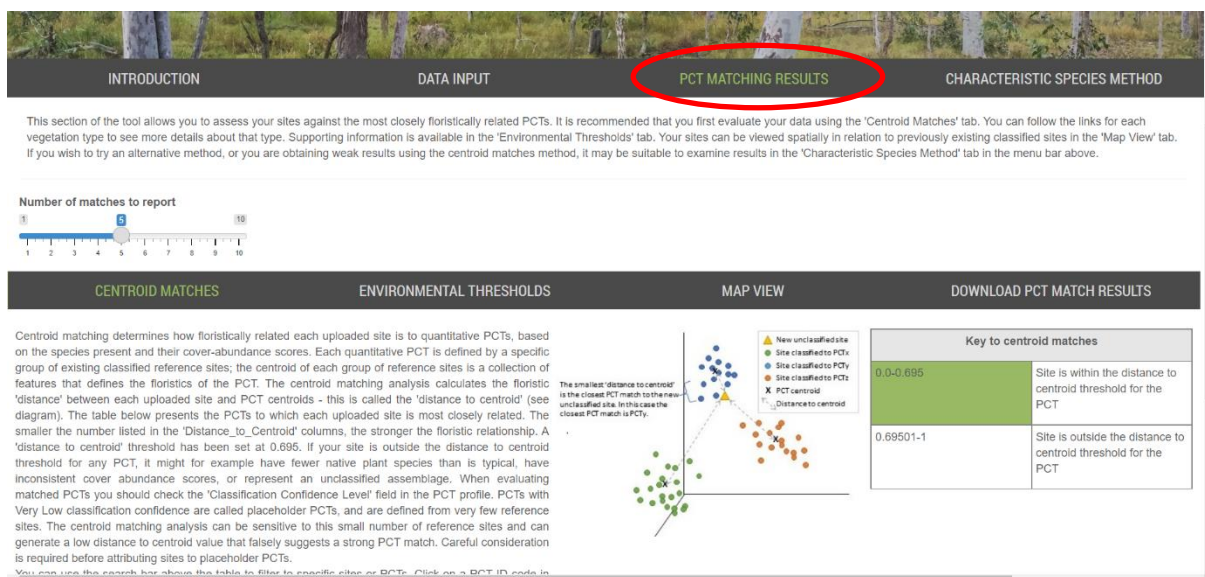 INTRODUCTION
DATA INPUT
PCT MATCHING RESULTS
CHARACTERISTIC SPECIES METHOD
This section of the tool allows you to assess your sites against the most closely floristically related PCTs. It is recommended that you first evaluate your data using the 'Centroid Matches' tab. You can follow the links for each
vegetation type to see more details about that type. Supporting information is available in the 'Environmental Thresholds' tab. Your sites can be viewed spatially in relation to previously existing classified sites in the 'Map View' tab.
If you wish to try an alternative method, or you are obtaining weak results using the centroid matches method, it may be suitable to examine results in the 'Characteristic Species Method' tab in the menu bar above.
Number of matches to report
1 5 10
1 2 3 4 5 6 7 8 9 10
CENTROID MATCHES
ENVIRONMENTAL THRESHOLDS
MAP VIEW
DOWNLOAD PCT MATCH RESULTS
Centroid matching determines how floristically related each uploaded site is to quantitative PCTs, based
on the species present and their cover-abundance scores. Each quantitative PCT is defined by a specific
group of existing classified reference sites; the centroid of each group of reference sites is a collection of
features that defines the floristics of the PCT. The centroid matching analysis calculates the floristic
'distance' between each uploaded site and PCT centroids - this is called the 'distance to centroid' (see
diagram). The table below presents the PCTs to which each uploaded site is most closely related. The
smaller the number listed in the 'Distance_to_Centroid' columns, the stronger the floristic relationship. A
'distance to centroid' threshold has been set at 0.695. If your site is outside the distance to centroid
threshold for any PCT, it might for example have fewer native plant species than is typical, have
inconsistent cover abundance scores, or represent an unclassified assemblage. When evaluating
matched PCTs you should check the 'Classification Confidence Level' field in the PCT profile. PCTs with
Very Low classification confidence are called placeholder PCTs, and are defined from very few reference
sites. The centroid matching analysis can be sensitive to this small number of reference sites and can
generate a low distance to centroid value that falsely suggests a strong PCT match. Careful consideration
is required before attributing sites to placeholder PCTs.
You can use the search bar above the table to filter to specific sites or PCTs. Click on a PCT ID code in
The smallest 'distance to centroid'
is the closest PCT match to the new
unclassified site. In this case the
closest PCT match is PCTy.
.
New unclassified site
Site classified to PCTx
Site classified to PCTy
Site classified to PCTz
X PCT centroid
Distance to centroid
X
X
X
Key to centroid matches
0.0-0.695
Site is within the distance to
centroid threshold for the
PCT
0.69501-1
Site is outside the distance to
centroid threshold for the
PCT